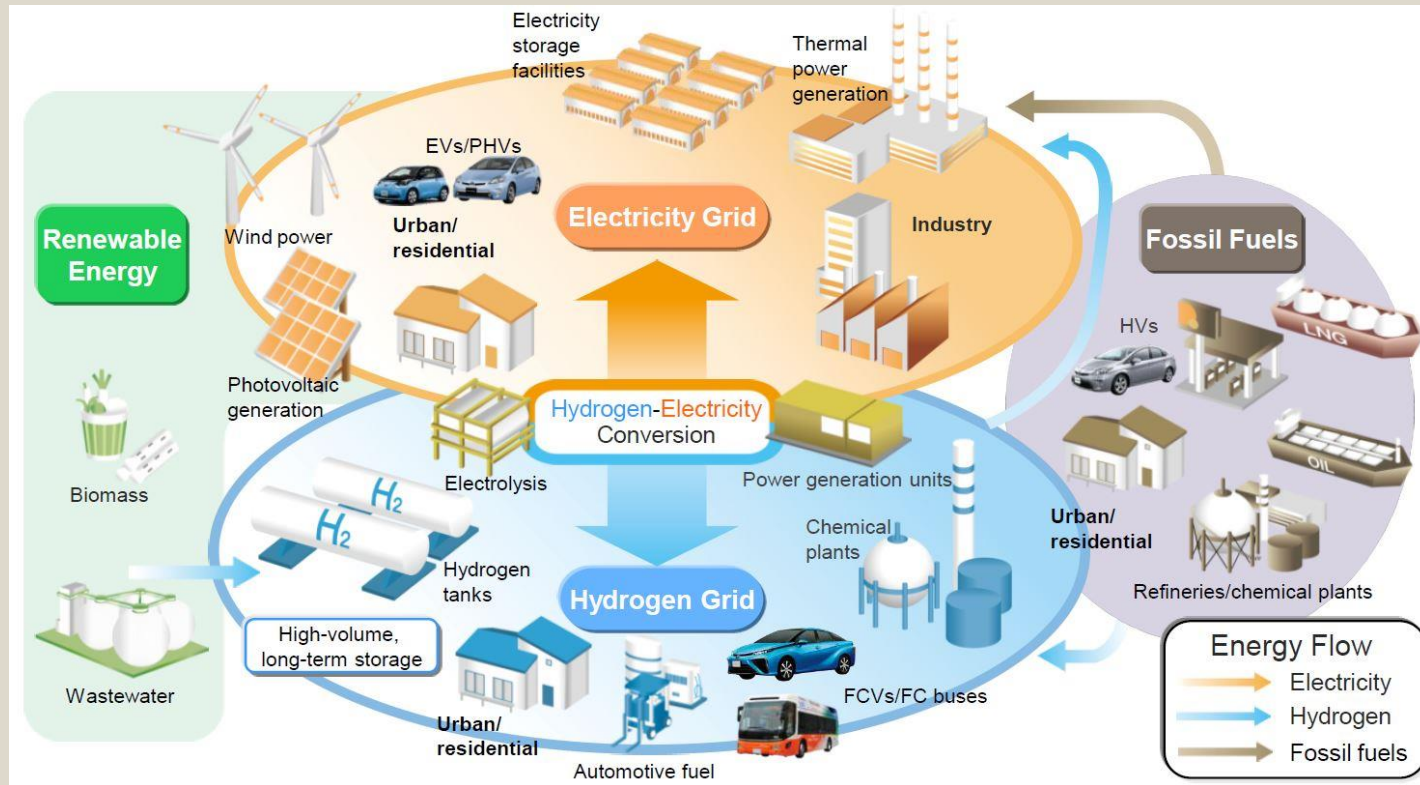 Electricity
storage
facilities
Thermal
power
generation
EVs/PHVs
Urban/
residential
Electricity Grid
Industry
Wind power
Renewable
Energy
Photovoltaic
generation
Biomass
Wastewater
Fossil Fuels
HVs
LNG
OIL
Urban/
residential
Refineries/chemical plants
Hydrogen-Electricity
Conversion
Electrolysis
Power generation units
H2
H2
Hydrogen
tanks
Chemical
plants
Hydrogen Grid
High-volume,
long-term storage
Urban/
residential
FCVs/FC buses
Automotive fuel
Energy Flow
Electricity
Hydrogen
Fossil fuels